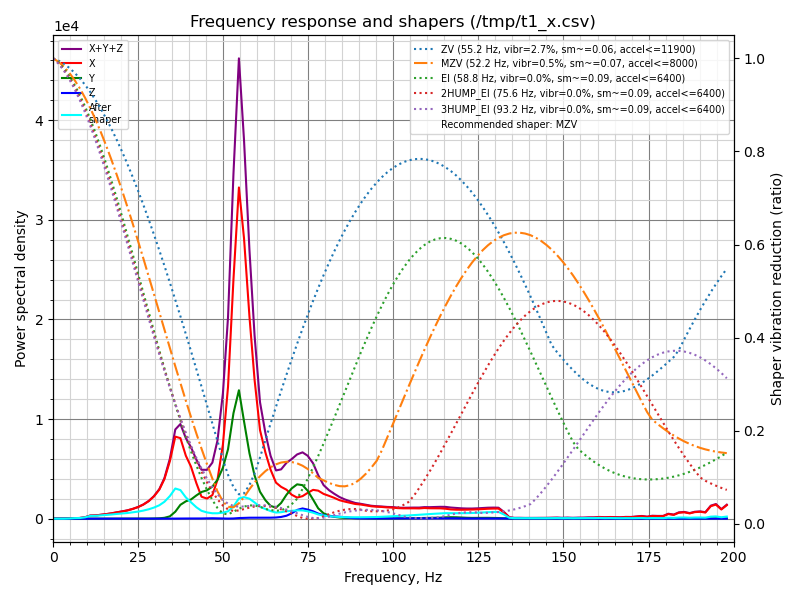 Frequency response and shapers (/tmp/t1_x.csv)
1e4
X+Y+Z
X
Y
Z
After
shaper
ZV (55.2 Hz, vibr=2.7%, sm~=0.06, accel<=11900)
MZV (52.2 Hz, vibr=0.5%, sm~=0.07, accel<=8000)
EI (58.8 Hz, vibr=0.0%, sm~=0.09, accel<=6400)
2HUMP_EI (75.6 Hz, vibr=0.0%, sm~=0.09, accel<=6400)
3HUMP_EI (93.2 Hz, vibr=0.0%, sm~=0.09, accel<=6400)
Recommended shaper: MZV
4
3
2
1
0
Power spectral density
1.0
0.8
0.6
0.4
0.2
0.0
Shaper vibration reduction (ratio)
0 25 50 75 100 125 150 175 200
Frequency, Hz